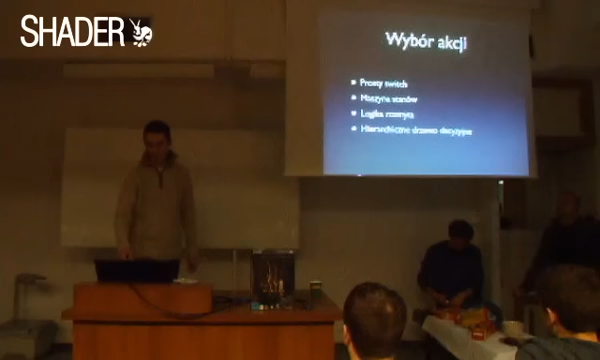 SHADER
Wybór akcji
Prosty switch
Maszyna stanów
Logika rozmyta
Hierarchiczne drzewo decyzyjne